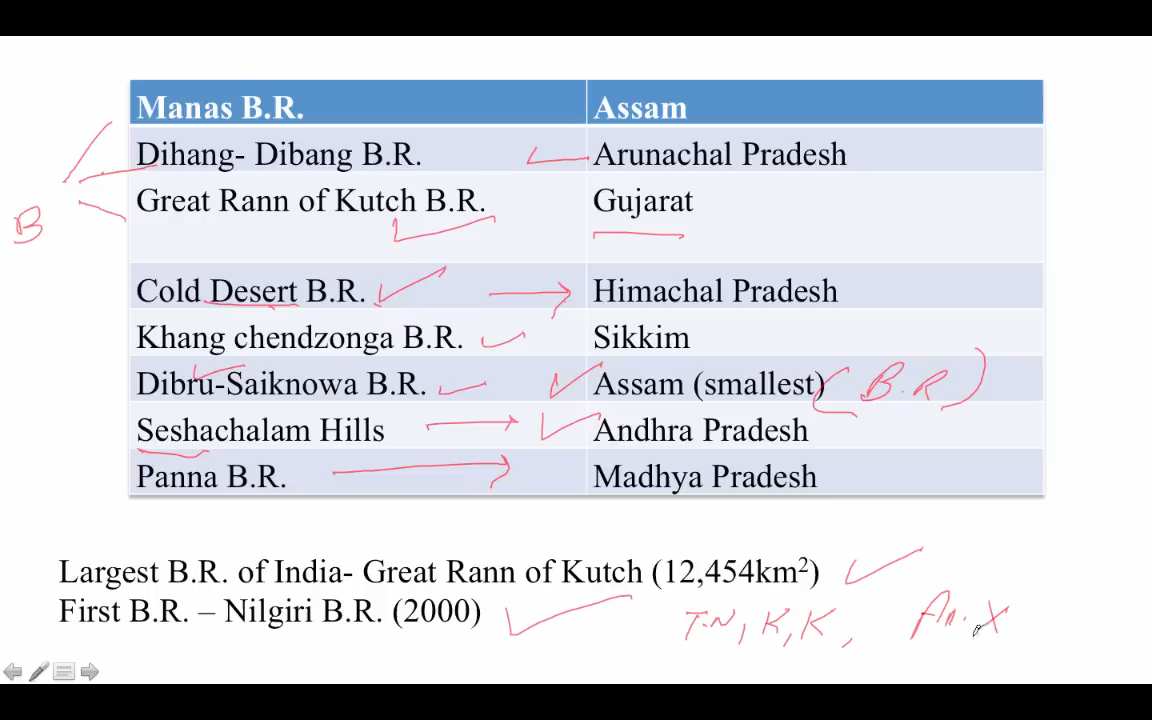 Manas B.R. Assam
Dihang- Dibang B.R. Arunachal Pradesh
Great Rann of Kutch B.R. Gujarat
B
Cold Desert B.R. Himachal Pradesh
Khang chendzonga B.R. Sikkim
Dibru-Saiknowa B.R. Assam (smallest) (B.R)
Seshachalam Hills Andhra Pradesh
Panna B.R. Madhya Pradesh
Largest B.R. of India- Great Rann of Kutch (12,454km²)
First B.R. – Nilgiri B.R. (2000)
T.N, K, K,